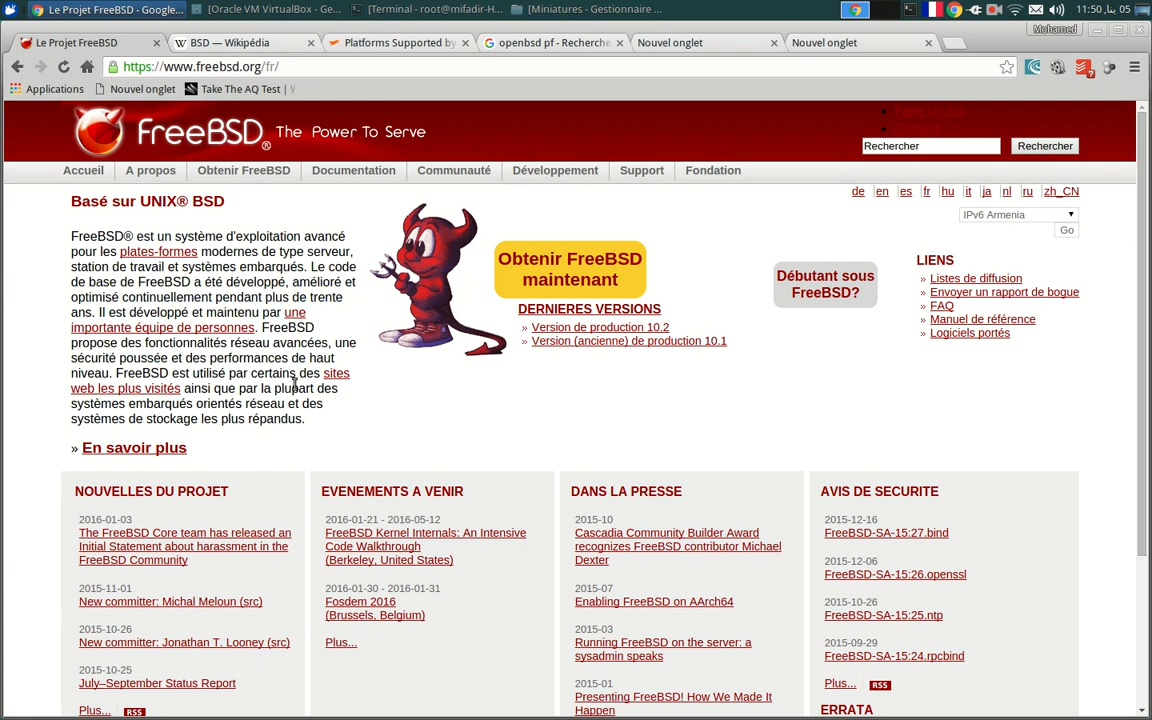 Le Projet FreeBSD - Google...
[Oracle VM VirtualBox - Ge...
[Terminal - root@mifadir-H...
[Miniatures - Gestionnaire ...
11:50 ‎05 يناير
Le Projet FreeBSD
BSD — Wikipédia
Platforms Supported by
openbsd pf - Recherche
Nouvel onglet
Nouvel onglet
Mohamed
https://www.freebsd.org/fr/
Applications
Nouvel onglet
Take The AQ Test |
FreeBSD® The Power To Serve
Rechercher
Rechercher
Accueil
A propos
Obtenir FreeBSD
Documentation
Communauté
Développement
Support
Fondation
de en es fr hu it ja nl ru zh_CN
IPv6 Armenia
Go
Basé sur UNIX® BSD
FreeBSD® est un système d'exploitation avancé
pour les plates-formes modernes de type serveur,
station de travail et systèmes embarqués. Le code
de base de FreeBSD a été développé, amélioré et
optimisé continuellement pendant plus de trente
ans. Il est développé et maintenu par une
importante équipe de personnes. FreeBSD
propose des fonctionnalités réseau avancées, une
sécurité poussée et des performances de haut
niveau. FreeBSD est utilisé par certains des sites
web les plus visités ainsi que par la plupart des
systèmes embarqués orientés réseau et des
systèmes de stockage les plus répandus.
» En savoir plus
Obtenir FreeBSD
maintenant
DERNIERES VERSIONS
» Version de production 10.2
» Version (ancienne) de production 10.1
Débutant sous
FreeBSD?
LIENS
» Listes de diffusion
» Envoyer un rapport de bogue
» FAQ
» Manuel de référence
» Logiciels portés
NOUVELLES DU PROJET
2016-01-03
The FreeBSD Core team has released an
Initial Statement about harassment in the
FreeBSD Community
2015-11-01
New committer: Michal Meloun (src)
2015-10-26
New committer: Jonathan T. Looney (src)
2015-10-25
July–September Status Report
Plus...
RSS
EVENEMENTS A VENIR
2016-01-21 - 2016-05-12
FreeBSD Kernel Internals: An Intensive
Code Walkthrough
(Berkeley, United States)
2016-01-30 - 2016-01-31
Fosdem 2016
(Brussels, Belgium)
Plus...
DANS LA PRESSE
2015-10
Cascadia Community Builder Award
recognizes FreeBSD contributor Michael
Dexter
2015-07
Enabling FreeBSD on AArch64
2015-03
Running FreeBSD on the server: a
sysadmin speaks
2015-01
Presenting FreeBSD! How We Made It
Happen
AVIS DE SECURITE
2015-12-16
FreeBSD-SA-15:27.bind
2015-12-06
FreeBSD-SA-15:26.openssl
2015-10-26
FreeBSD-SA-15:25.ntp
2015-09-29
FreeBSD-SA-15:24.rpcbind
Plus...
RSS
ERRATA